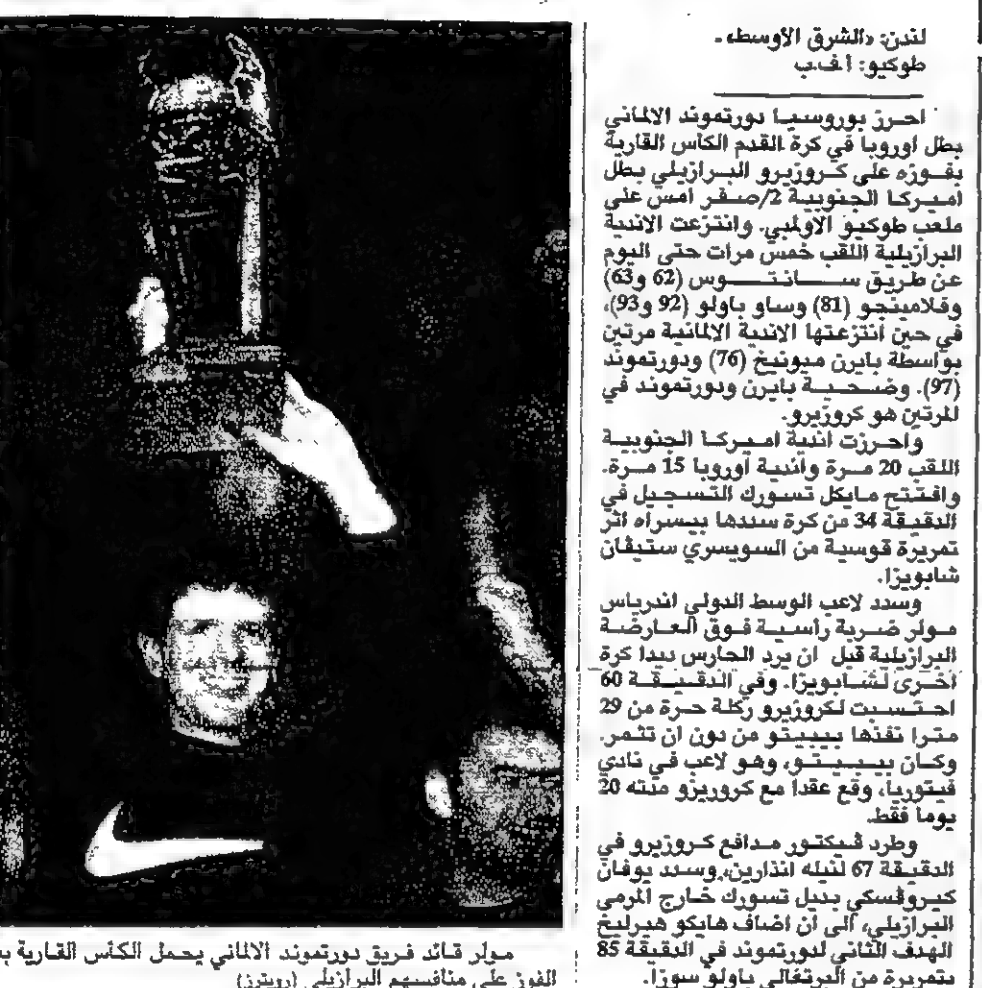 لندن: «الشرق الأوسط» ـ
طوكيو: أ.ف.ب
احرز بوروسيا دورتموند الالماني
بطل اوروبا في كرة القدم الكأس القارية
بفوزه على كروزيرو البرازيلي بطل
اميركا الجنوبية 2/صفر امس على
ملعب طوكيو الاولمبي. وانتزعت الاندية
البرازيلية اللقب خمس مرات حتى اليوم
عن طريق سانتوس (62 و63)
وفلامينجو (81) وساو باولو (92 و93)،
في حين انتزعتها الاندية الالمانية مرتين
بواسطة بايرن ميونيخ (76) ودورتموند
(97). وضحية بايرن ودورتموند في
المرتين هو كروزيرو.
واحرزت اندية اميركا الجنوبية
اللقب 20 مرة واندية اوروبا 15 مرة.
وافتتح مايكل تسورك التسجيل في
الدقيقة 34 من كرة سددها بيسراه اثر
تمريرة قوسية من السويسري ستيفان
شابويزا.
وسدد لاعب الوسط الدولي اندرياس
مولر ضربة رأسية فوق العارضة
البرازيلية قبل ان يرد الحارس ديدا كرة
اخرى لشابويزا. وفي الدقيقة 60
احتسبت لكروزيرو ركلة حرة من 29
مترا نفذها بيبيتو من دون ان تثمر.
وكان بيبيتو، وهو لاعب في نادي
فيتوريا، وقع عقدا مع كروريزو مدته 20
يوما فقط.
وطرد فيكتور مدافع كروزيرو في
الدقيقة 67 لنيله انذارين، وسدد يوفان
كيروفسكي بديل تسورك خارج المرمى
البرازيلي، الى ان اضاف هايكو هيرليخ
الهدف الثاني لدورتموند في الدقيقة 85
بتمريرة من البرتغالي باولو سوزا.
مولر قائد فريق دورتموند الالماني يحمل الكأس القارية
الفوز على منافسيهم البرازيلي (رويترز)